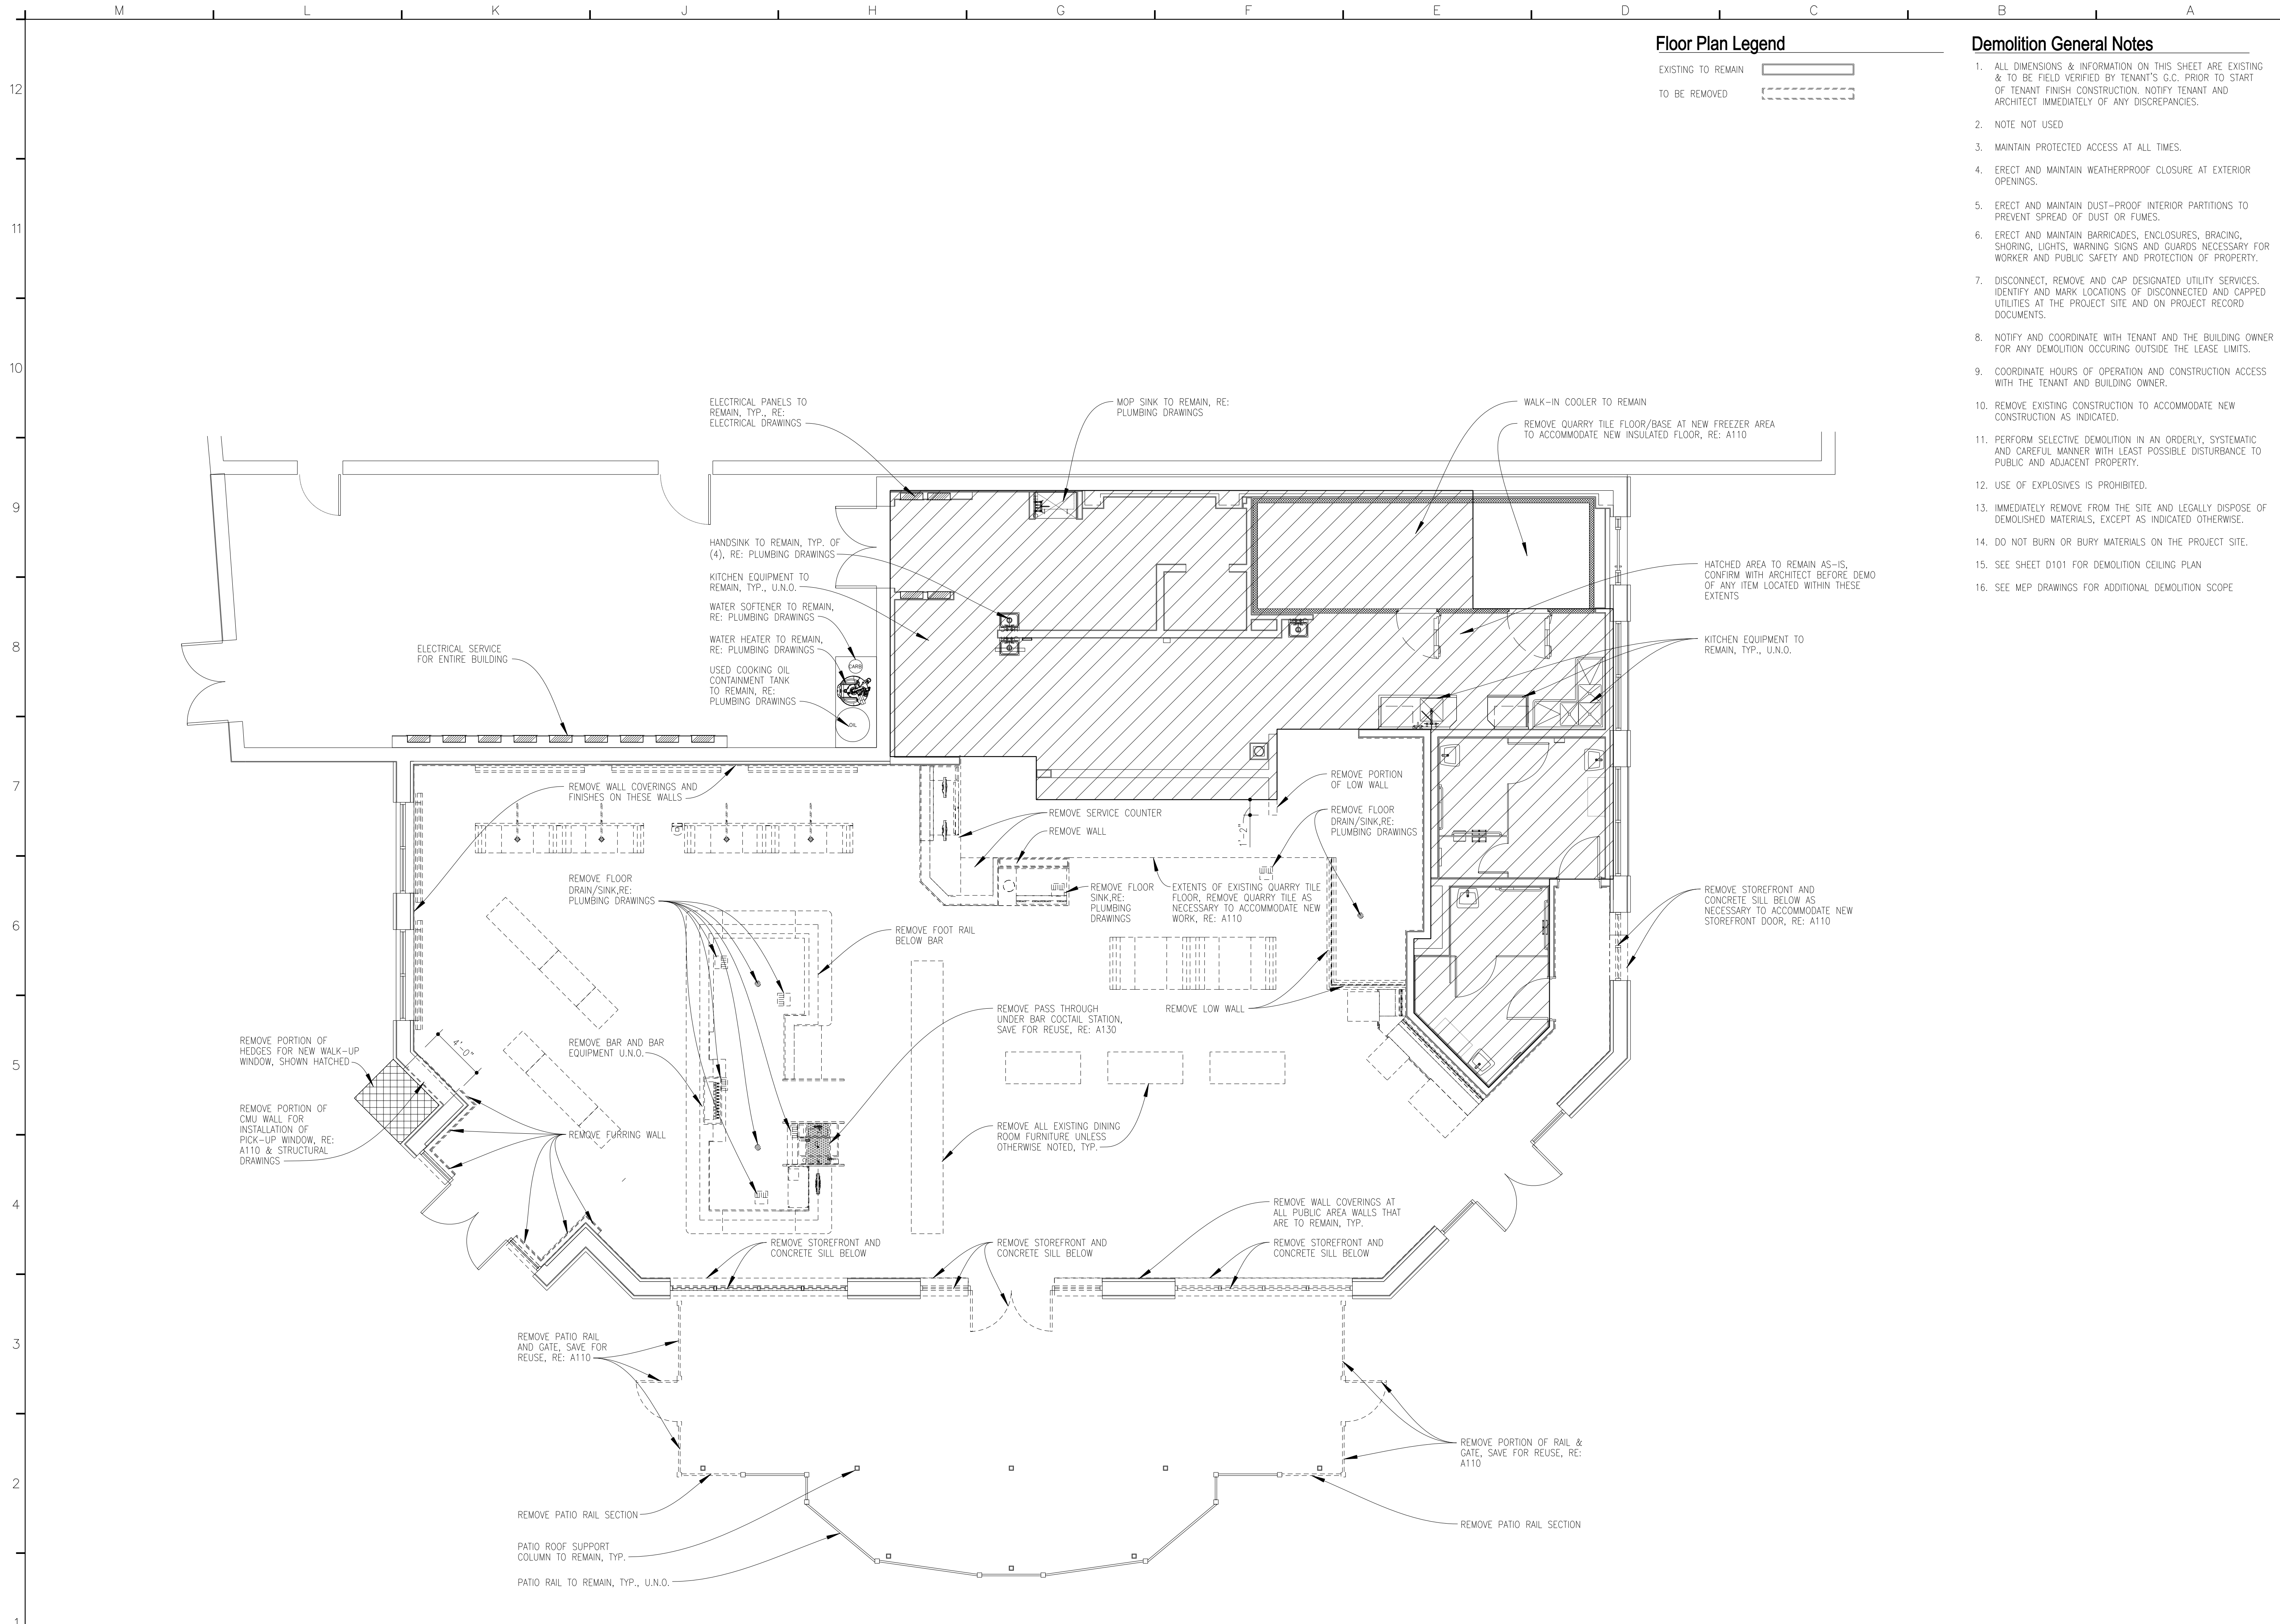 M L K J H G F E D C B A
12
11
10
9
8
7
6
5
4
3
2
1
Floor Plan Legend
EXISTING TO REMAIN
TO BE REMOVED
Demolition General Notes
1. ALL DIMENSIONS & INFORMATION ON THIS SHEET ARE EXISTING
& TO BE FIELD VERIFIED BY TENANT'S G.C. PRIOR TO START
OF TENANT FINISH CONSTRUCTION. NOTIFY TENANT AND
ARCHITECT IMMEDIATELY OF ANY DISCREPANCIES.
2. NOTE NOT USED
3. MAINTAIN PROTECTED ACCESS AT ALL TIMES.
4. ERECT AND MAINTAIN WEATHERPROOF CLOSURE AT EXTERIOR
OPENINGS.
5. ERECT AND MAINTAIN DUST-PROOF INTERIOR PARTITIONS TO
PREVENT SPREAD OF DUST OR FUMES.
6. ERECT AND MAINTAIN BARRICADES, ENCLOSURES, BRACING,
SHORING, LIGHTS, WARNING SIGNS AND GUARDS NECESSARY FOR
WORKER AND PUBLIC SAFETY AND PROTECTION OF PROPERTY.
7. DISCONNECT, REMOVE AND CAP DESIGNATED UTILITY SERVICES.
IDENTIFY AND MARK LOCATIONS OF DISCONNECTED AND CAPPED
UTILITIES AT THE PROJECT SITE AND ON PROJECT RECORD
DOCUMENTS.
8. NOTIFY AND COORDINATE WITH TENANT AND THE BUILDING OWNER
FOR ANY DEMOLITION OCCURING OUTSIDE THE LEASE LIMITS.
9. COORDINATE HOURS OF OPERATION AND CONSTRUCTION ACCESS
WITH THE TENANT AND BUILDING OWNER.
10. REMOVE EXISTING CONSTRUCTION TO ACCOMMODATE NEW
CONSTRUCTION AS INDICATED.
11. PERFORM SELECTIVE DEMOLITION IN AN ORDERLY, SYSTEMATIC
AND CAREFUL MANNER WITH LEAST POSSIBLE DISTURBANCE TO
PUBLIC AND ADJACENT PROPERTY.
12. USE OF EXPLOSIVES IS PROHIBITED.
13. IMMEDIATELY REMOVE FROM THE SITE AND LEGALLY DISPOSE OF
DEMOLISHED MATERIALS, EXCEPT AS INDICATED OTHERWISE.
14. DO NOT BURN OR BURY MATERIALS ON THE PROJECT SITE.
15. SEE SHEET D101 FOR DEMOLITION CEILING PLAN
16. SEE MEP DRAWINGS FOR ADDITIONAL DEMOLITION SCOPE
ELECTRICAL PANELS TO
REMAIN, TYP., RE:
ELECTRICAL DRAWINGS
MOP SINK TO REMAIN, RE:
PLUMBING DRAWINGS
WALK-IN COOLER TO REMAIN
REMOVE QUARRY TILE FLOOR/BASE AT NEW FREEZER AREA
TO ACCOMMODATE NEW INSULATED FLOOR, RE: A110
HANDSINK TO REMAIN, TYP. OF
(4), RE: PLUMBING DRAWINGS
KITCHEN EQUIPMENT TO
REMAIN, TYP., U.N.O.
WATER SOFTENER TO REMAIN,
RE: PLUMBING DRAWINGS
WATER HEATER TO REMAIN,
RE: PLUMBING DRAWINGS
USED COOKING OIL
CONTAINMENT TANK
TO REMAIN, RE:
PLUMBING DRAWINGS
CARB
OIL
HATCHED AREA TO REMAIN AS-IS,
CONFIRM WITH ARCHITECT BEFORE DEMO
OF ANY ITEM LOCATED WITHIN THESE
EXTENTS
KITCHEN EQUIPMENT TO
REMAIN, TYP., U.N.O.
ELECTRICAL SERVICE
FOR ENTIRE BUILDING
REMOVE WALL COVERINGS AND
FINISHES ON THESE WALLS
REMOVE SERVICE COUNTER
REMOVE WALL
REMOVE PORTION
OF LOW WALL
1'-2"
REMOVE FLOOR
DRAIN/SINK,RE:
PLUMBING DRAWINGS
REMOVE FLOOR
DRAIN/SINK,RE:
PLUMBING DRAWINGS
REMOVE FLOOR
SINK,RE:
PLUMBING
DRAWINGS
EXTENTS OF EXISTING QUARRY TILE
FLOOR, REMOVE QUARRY TILE AS
NECESSARY TO ACCOMMODATE NEW
WORK, RE: A110
REMOVE STOREFRONT AND
CONCRETE SILL BELOW AS
NECESSARY TO ACCOMMODATE NEW
STOREFRONT DOOR, RE: A110
REMOVE FOOT RAIL
BELOW BAR
REMOVE PASS THROUGH
UNDER BAR COCTAIL STATION,
SAVE FOR REUSE, RE: A130
REMOVE LOW WALL
REMOVE PORTION OF
HEDGES FOR NEW WALK-UP
WINDOW, SHOWN HATCHED
4'-0"
REMOVE BAR AND BAR
EQUIPMENT U.N.O.
REMOVE PORTION OF
CMU WALL FOR
INSTALLATION OF
PICK-UP WINDOW, RE:
A110 & STRUCTURAL
DRAWINGS
REMOVE FURRING WALL
REMOVE ALL EXISTING DINING
ROOM FURNITURE UNLESS
OTHERWISE NOTED, TYP.
REMOVE WALL COVERINGS AT
ALL PUBLIC AREA WALLS THAT
ARE TO REMAIN, TYP.
REMOVE STOREFRONT AND
CONCRETE SILL BELOW
REMOVE STOREFRONT AND
CONCRETE SILL BELOW
REMOVE STOREFRONT AND
CONCRETE SILL BELOW
REMOVE PATIO RAIL
AND GATE, SAVE FOR
REUSE, RE: A110
REMOVE PORTION OF RAIL &
GATE, SAVE FOR REUSE, RE:
A110
REMOVE PATIO RAIL SECTION
REMOVE PATIO RAIL SECTION
PATIO ROOF SUPPORT
COLUMN TO REMAIN, TYP.
PATIO RAIL TO REMAIN, TYP., U.N.O.